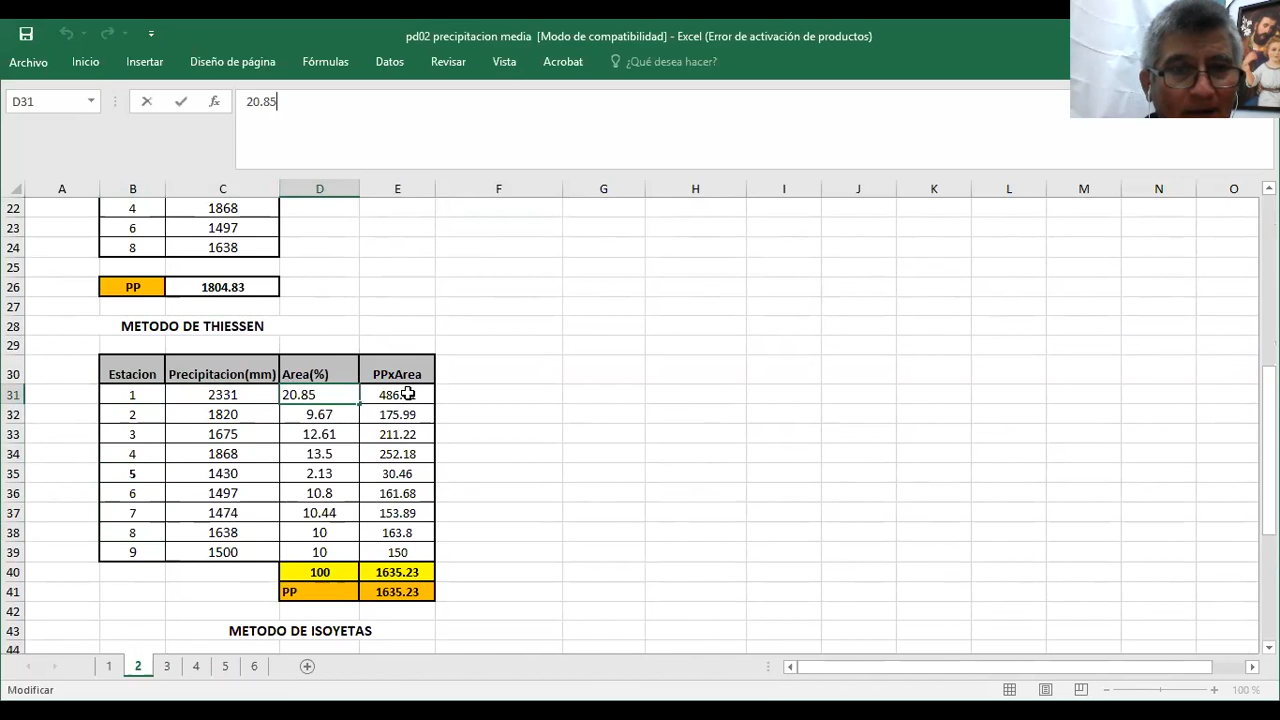 pd02 precipitacion media [Modo de compatibilidad] - Excel (Error de activación de productos)
Archivo Inicio Insertar Diseño de página Fórmulas Datos Revisar Vista Acrobat ¿Qué desea hacer?
D31 fx 20.85
A B C D E F G H I J K L M N O
22 4 1868
23 6 1497
24 8 1638
25
26 PP 1804.83
27
28 METODO DE THIESSEN
29
30 Estacion Precipitacion(mm) Area(%) PPxArea
31 1 2331 20.85
32 2 1820 9.67 175.99
33 3 1675 12.61 211.22
34 4 1868 13.5 252.18
35 5 1430 2.13 30.46
36 6 1497 10.8 161.68
37 7 1474 10.44 153.89
38 8 1638 10 163.8
39 9 1500 10 150
40 100 1635.23
41 PP 1635.23
42
43 METODO DE ISOYETAS
44
1 2 3 4 5 6
Modificar 100 %